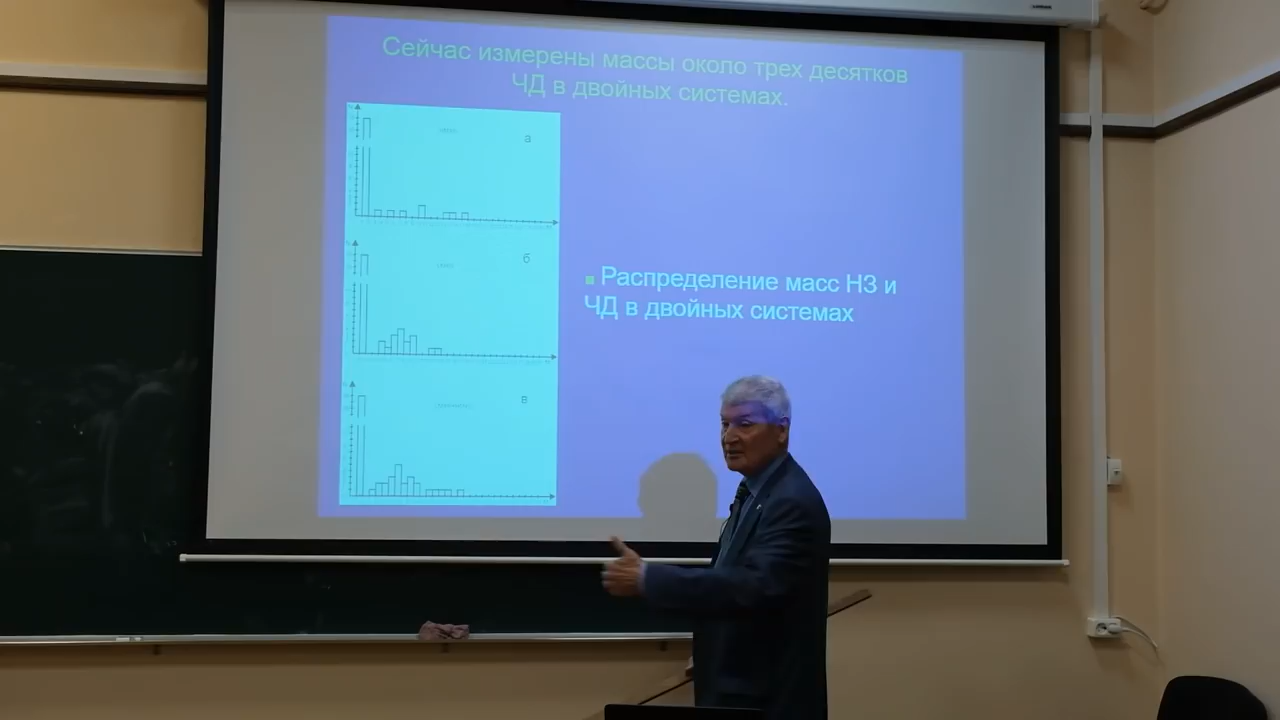 Сейчас измерены массы около трех десятков
ЧД в двойных системах.
а
б
в
Распределение масс НЗ и
ЧД в двойных системах